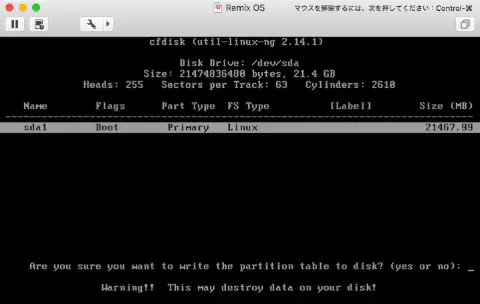 Remix OS
マウスを解除するには、次を押してください：Control-⌘
cfdisk (util-linux-ng 2.14.1)
Disk Drive: /dev/sda
Size: 21474836480 bytes, 21.4 GB
Heads: 255   Sectors per Track: 63   Cylinders: 2610
Name   Flags   Part Type   FS Type   [Label]   Size (MB)
sda1   Boot   Primary   Linux   21467.99
Are you sure you want to write the partition table to disk? (yes or no): _
Warning!!  This may destroy data on your disk!